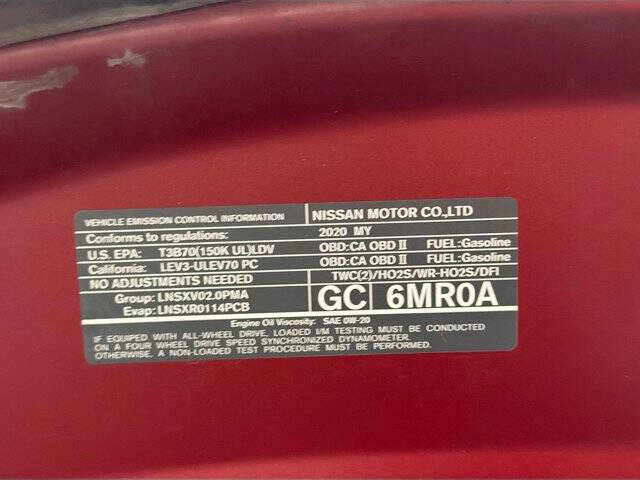 VEHICLE EMISSION CONTROL INFORMATION NISSAN MOTOR CO.,LTD
Conforms to regulations: 2020 MY
U.S. EPA: T3B70(150K UL)LDV OBD:CA OBD II FUEL:Gasoline
California: LEV3-ULEV70 PC OBD:CA OBD II FUEL:Gasoline
NO ADJUSTMENTS NEEDED TWC(2)/HO2S/WR-HO2S/DFI
Group: LNSXV02.0PMA
Evap: LNSXR0114PCB
GC 6MR0A
Engine Oil Viscosity: SAE 0W-20
IF EQUIPPED WITH ALL-WHEEL DRIVE, LOADED I/M TESTING MUST BE CONDUCTED
ON A FOUR WHEEL DRIVE SPEED SYNCHRONIZED DYNAMOMETER.
OTHERWISE, A NON-LOADED TEST PROCEDURE MUST BE PERFORMED.